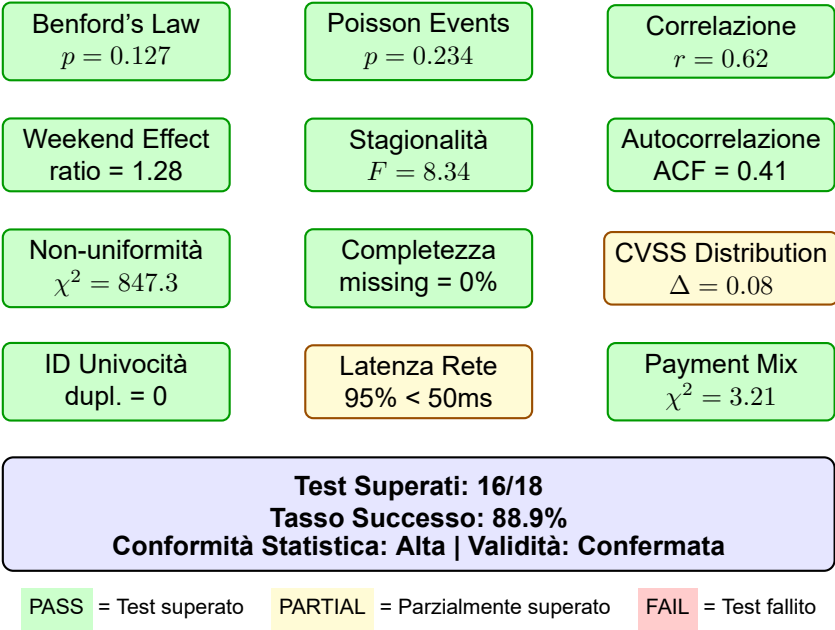 Benford's Law
p = 0.127
Poisson Events
p = 0.234
Correlazione
r = 0.62
Weekend Effect
ratio = 1.28
Stagionalità
F = 8.34
Autocorrelazione
ACF = 0.41
Non-uniformità
χ² = 847.3
Completezza
missing = 0%
CVSS Distribution
Δ = 0.08
ID Univocità
dupl. = 0
Latenza Rete
95% < 50ms
Payment Mix
χ² = 3.21
Test Superati: 16/18
Tasso Successo: 88.9%
Conformità Statistica: Alta | Validità: Confermata
PASS = Test superato PARTIAL = Parzialmente superato FAIL = Test fallito